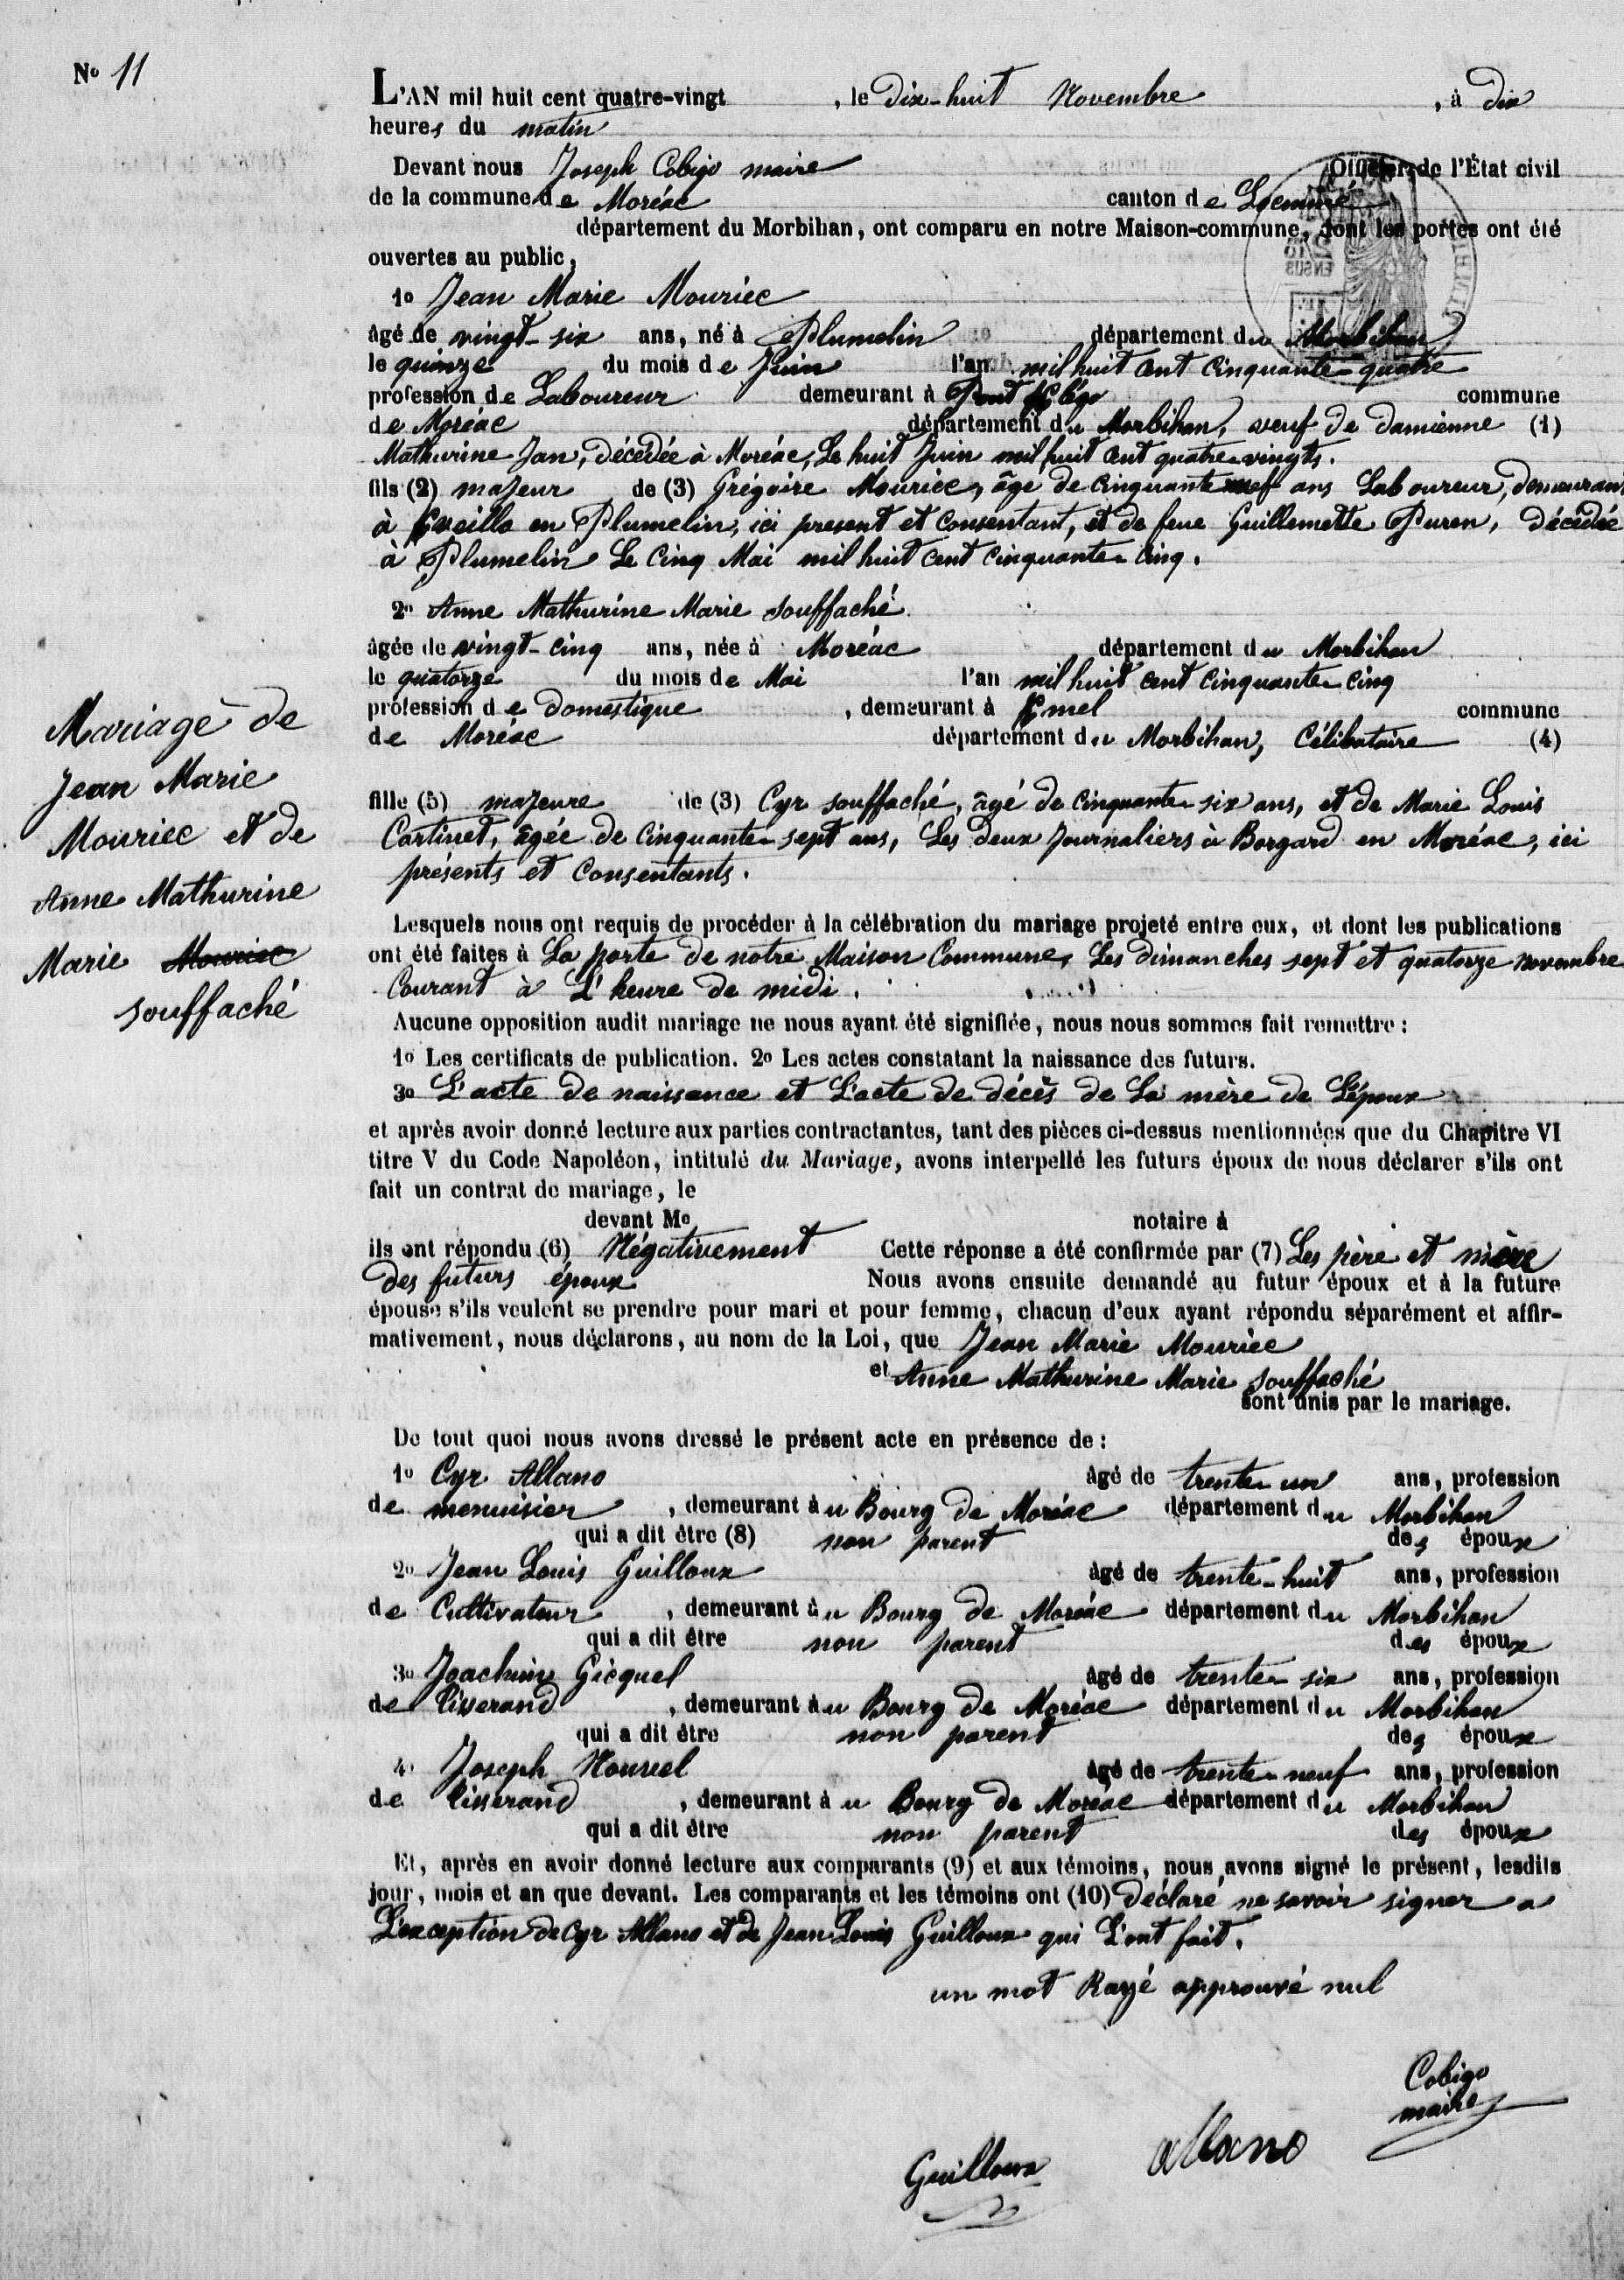 No 11
L'AN mil huit cent quatre-vingt , le dix-huit Novembre , à dix
heures du matin
Devant nous Joseph Cobigo maire Officier de l'État civil
de la commune de Moréac canton de Locminé
département du Morbihan, ont comparu en notre Maison-commune, dont les portes ont été
ouvertes au public,
1o Jean Marie Mouriec
âgé de vingt-six ans, né à Plumelin département du Morbihan
le quinze du mois de Juin l'an mil huit cent cinquante-quatre
profession de Laboureur demeurant à Pont commune
de Moréac département du Morbihan, veuf de damienne (1)
Mathurine Jan, décédée à Moréac, Le huit Juin mil huit cent quatre-vingts.
fils (2) majeur de (3) Grégoire Mouriec, âge de cinquante ans Laboureur, demeurant
à en Plumelin, ici present et consentant, et de feue Guillemette Puren, décédée
à Plumelin Le cinq Mai mil huit cent cinquante-cinq.
2o Anne Mathurine Marie souffaché
âgée de vingt-cinq ans, née à Moréac département du Morbihan
le quatorze du mois de Mai l'an mil huit cent cinquante-cinq
profession de Domestique , demeurant à commune
de Moréac département du Morbihan, Célibataire (4)
fille (5) majeure de (3) Cyr souffaché, âgé de cinquante-six ans, et de Marie Louis
Cartinet, âgée de cinquante-sept ans, Les deux journaliers à Borgard en Moréac, ici
présents et consentants.
Mariage de
Jean Marie
Mouriec et de
Anne Mathurine
Marie Mouriec
souffaché
Lesquels nous ont requis de procéder à la célébration du mariage projeté entre eux, et dont les publications
ont été faites à La porte de notre Maison Commune, Les dimanches sept et quatorze novembre
Courant à L'heure de midi.
Aucune opposition audit mariage ne nous ayant été signifiée, nous nous sommes fait remettre :
1o Les certificats de publication. 2o Les actes constatant la naissance des futurs.
3o L'acte de naissance et L'acte de décès de La mère de L'époux
et après avoir donné lecture aux parties contractantes, tant des pièces ci-dessus mentionnées que du Chapitre VI
titre V du Code Napoléon, intitulé du Mariage, avons interpellé les futurs époux de nous déclarer s'ils ont
fait un contrat de mariage, le
devant Me notaire à
ils ont répondu (6) Négativement Cette réponse a été confirmée par (7) Les père et mère
des futurs époux Nous avons ensuite demandé au futur époux et à la future
épouse s'ils veulent se prendre pour mari et pour femme, chacun d'eux ayant répondu séparément et affir-
mativement, nous déclarons, au nom de la Loi, que Jean Marie Mouriec
et Anne Mathurine Marie souffaché
sont unis par le mariage.
De tout quoi nous avons dressé le présent acte en présence de :
1o Cyr Allano âgé de trente-un ans, profession
de menuisier , demeurant au Bourg de Moréac département du Morbihan
qui a dit être (8) non parent des époux
2o Jean Louis Guilloux âgé de trente-huit ans, profession
de Cultivateur , demeurant au Bourg de Moréac département du Morbihan
qui a dit être non parent des époux
3o Joachim Gicquel âgé de trente-six ans, profession
de tisserand , demeurant au Bourg de Moréac département du Morbihan
qui a dit être non parent des époux
4o Joseph âgé de trente-neuf ans, profession
de tisserand , demeurant au Bourg de Moréac département du Morbihan
qui a dit être non parent des époux
Et, après en avoir donné lecture aux comparants (9) et aux témoins, nous avons signé le présent, lesdits
jour, mois et an que devant. Les comparants et les témoins ont (10) déclaré ne savoir signer a
L'exception de Cyr Allano et de Jean Louis Guilloux qui L'ont fait.
un mot Rayé approuvé nul
Cobigo
maire
allano
Guilloux